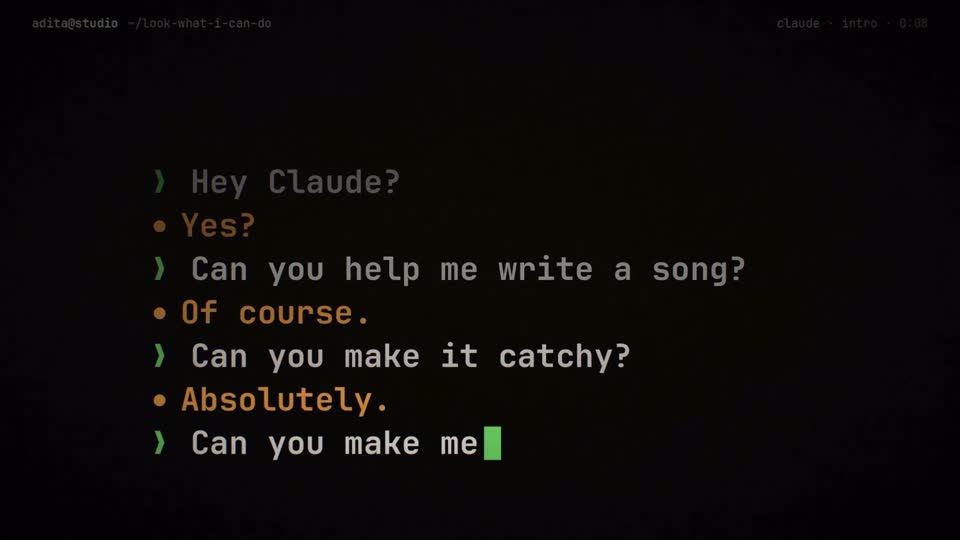 adita@studio ~/look-what-i-can-do
claude · intro · 0:08
❯ Hey Claude?
● Yes?
❯ Can you help me write a song?
● Of course.
❯ Can you make it catchy?
● Absolutely.
❯ Can you make me